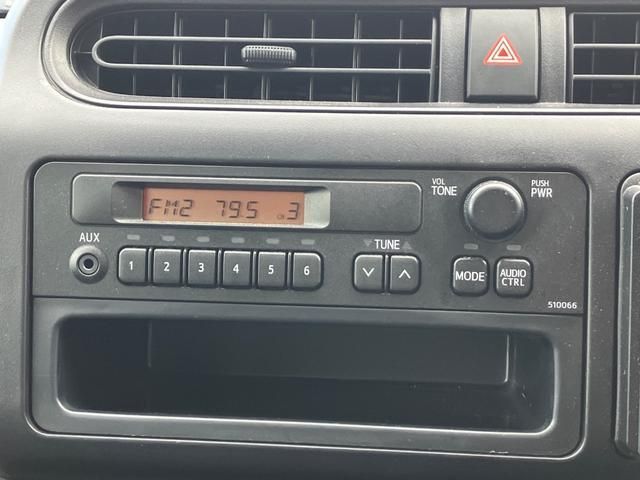 FM2 79.5 CH 3
VOL
TONE
PUSH
PWR
AUX
TUNE
1 2 3 4 5 6
MODE
AUDIO
CTRL
510066